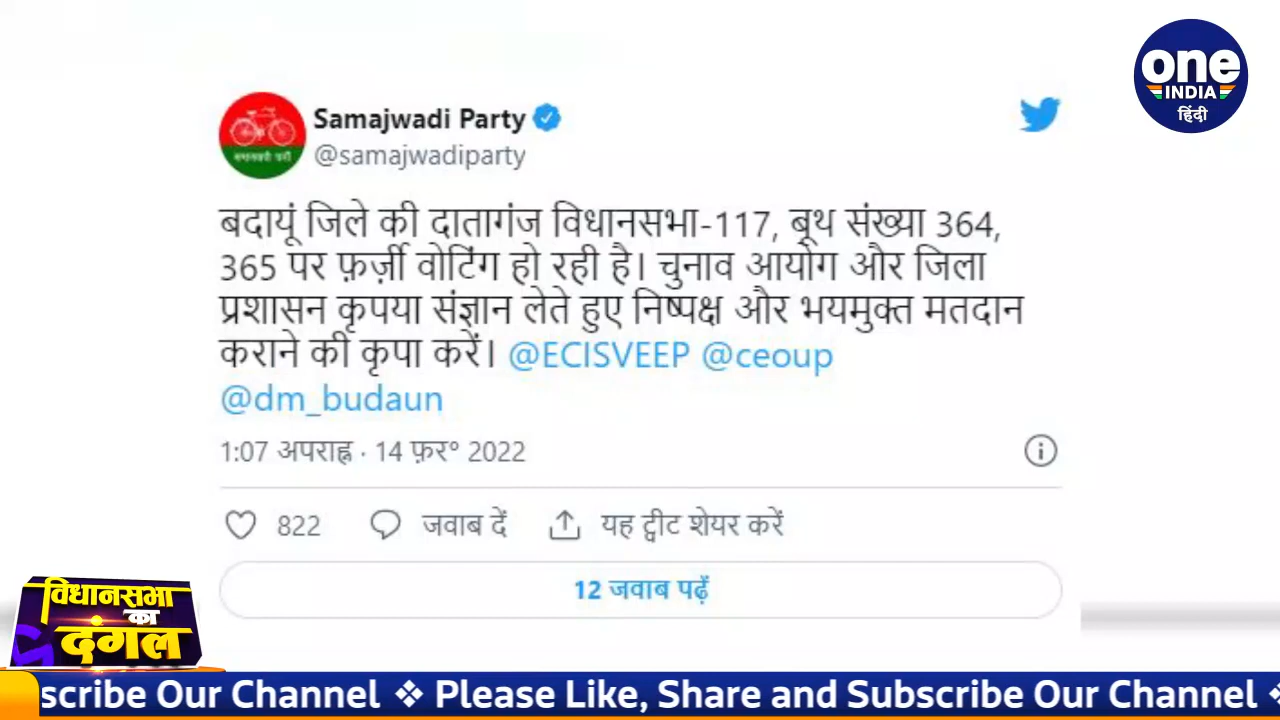 one
INDIA
हिंदी
Samajwadi Party
@samajwadiparty
समाजवादी पार्टी
बदायूं जिले की दातागंज विधानसभा-117, बूथ संख्या 364,
365 पर फ़र्ज़ी वोटिंग हो रही है। चुनाव आयोग और जिला
प्रशासन कृपया संज्ञान लेते हुए निष्पक्ष और भयमुक्त मतदान
कराने की कृपा करें। @ECISVEEP @ceoup
@dm_budaun
1:07 अपराह्न · 14 फ़र॰ 2022
822 जवाब दें यह ट्वीट शेयर करें
12 जवाब पढ़ें
विधानसभा
का
दंगल
scribe Our Channel ❖ Please Like, Share and Subscribe Our Channel ❖